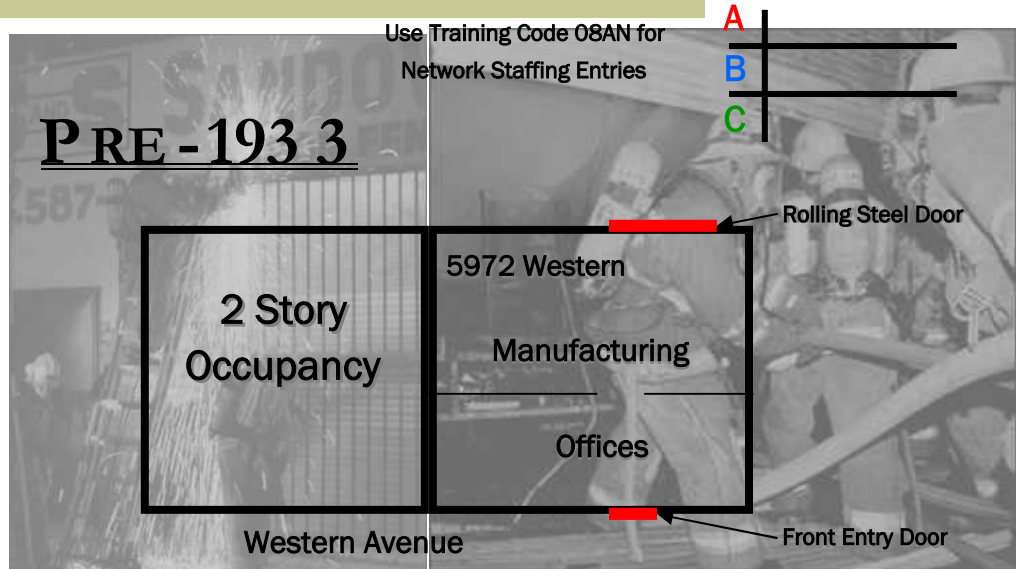 Use Training Code 08AN for
Network Staffing Entries
A
B
C
PRE-1933
587-
Rolling Steel Door
5972 Western
2 Story
Occupancy
Manufacturing
Offices
Western Avenue
Front Entry Door